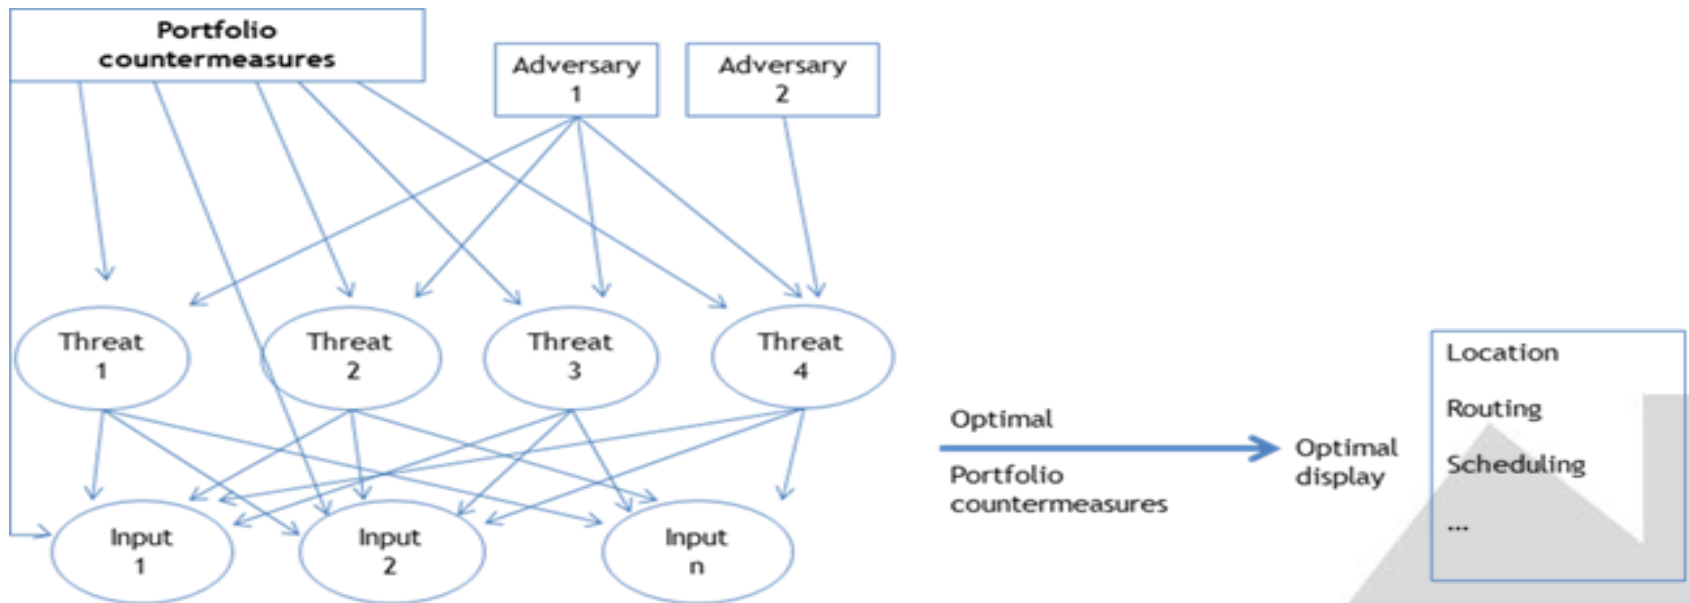 Portfolio
countermeasures
Adversary
1
Adversary
2
Threat
1
Threat
2
Threat
3
Threat
4
Input
1
Input
2
Input
n
Optimal
Portfolio
countermeasures
Optimal
display
Location
Routing
Scheduling
...